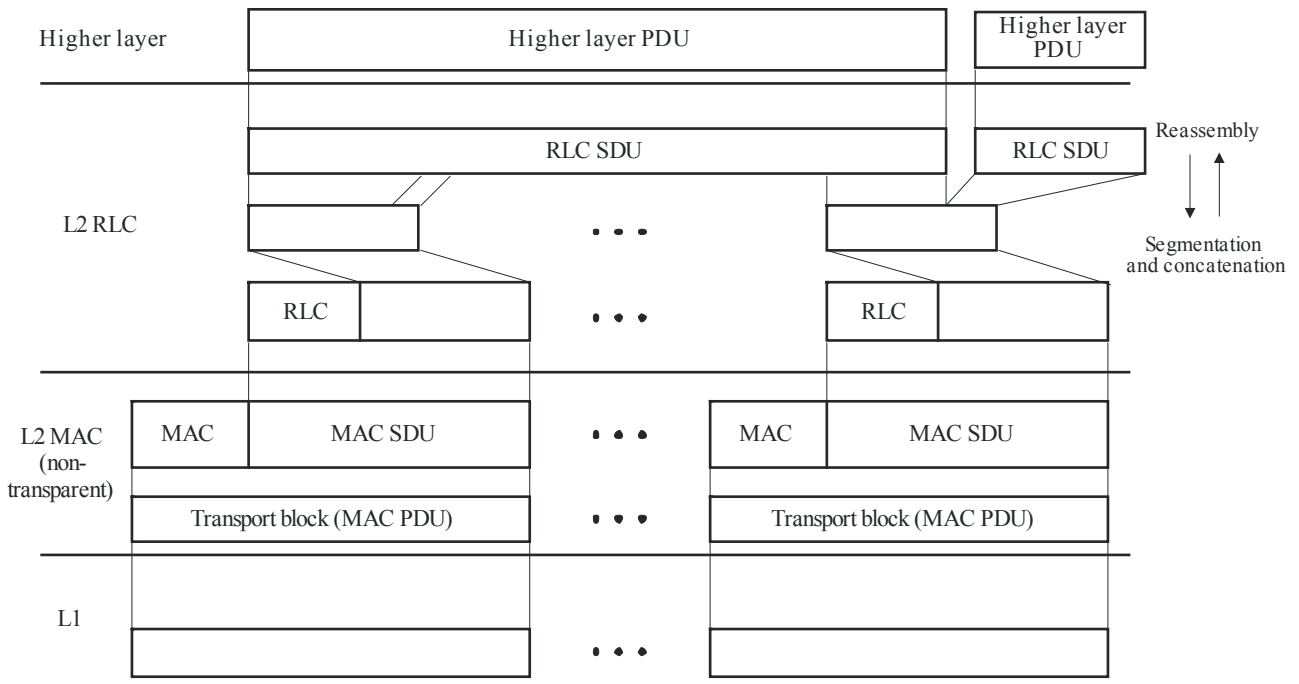 Higher layer
Higher layer PDU
Higher layer
PDU
RLC SDU
RLC SDU
Reassembly
L2 RLC
Segmentation
and concatenation
RLC
RLC
L2 MAC
(non-
transparent)
MAC
MAC SDU
MAC
MAC SDU
Transport block (MAC PDU)
Transport block (MAC PDU)
L1